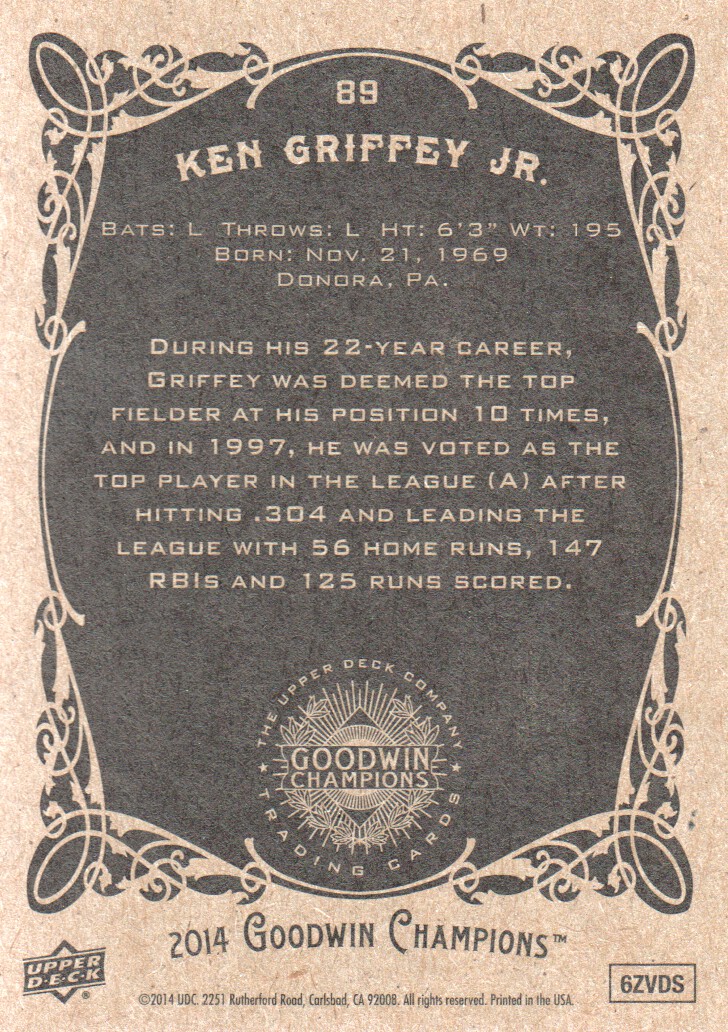 89
KEN GRIFFEY JR.
BATS: L THROWS: L HT: 6'3" WT: 195
BORN: NOV. 21, 1969
DONORA, PA.
DURING HIS 22-YEAR CAREER,
GRIFFEY WAS DEEMED THE TOP
FIELDER AT HIS POSITION 10 TIMES,
AND IN 1997, HE WAS VOTED AS THE
TOP PLAYER IN THE LEAGUE (A) AFTER
HITTING .304 AND LEADING THE
LEAGUE WITH 56 HOME RUNS, 147
RBIS AND 125 RUNS SCORED.
★ THE UPPER DECK COMPANY ★
GOODWIN
CHAMPIONS
TRADING CARDS
2014 GOODWIN CHAMPIONS™
UPPER
D·E·C·K®
©2014 UDC. 2251 Rutherford Road, Carlsbad, CA 92008. All rights reserved. Printed in the USA.
6ZVDS